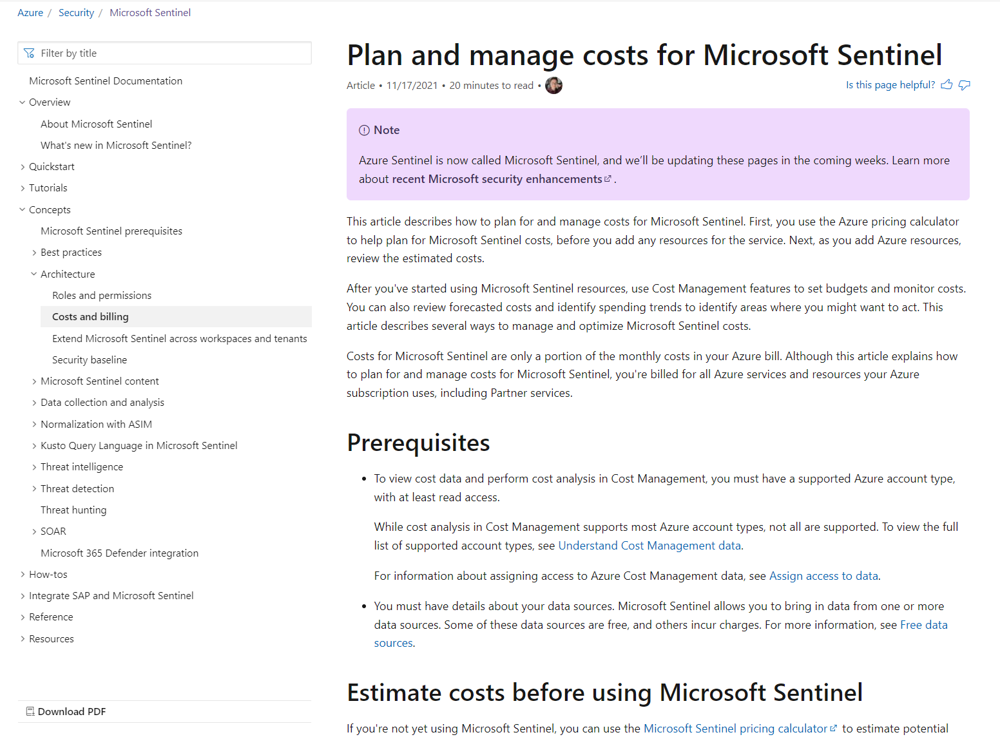 Azure / Security / Microsoft Sentinel
Filter by title
Microsoft Sentinel Documentation
Overview
About Microsoft Sentinel
What's new in Microsoft Sentinel?
Quickstart
Tutorials
Concepts
Microsoft Sentinel prerequisites
Best practices
Architecture
Roles and permissions
Costs and billing
Extend Microsoft Sentinel across workspaces and tenants
Security baseline
Microsoft Sentinel content
Data collection and analysis
Normalization with ASIM
Kusto Query Language in Microsoft Sentinel
Threat intelligence
Threat detection
Threat hunting
SOAR
Microsoft 365 Defender integration
How-tos
Integrate SAP and Microsoft Sentinel
Reference
Resources
Download PDF
Plan and manage costs for Microsoft Sentinel
Article • 11/17/2021 • 20 minutes to read •
Is this page helpful?
Note
Azure Sentinel is now called Microsoft Sentinel, and we’ll be updating these pages in the coming weeks. Learn more
about recent Microsoft security enhancements .
This article describes how to plan for and manage costs for Microsoft Sentinel. First, you use the Azure pricing calculator
to help plan for Microsoft Sentinel costs, before you add any resources for the service. Next, as you add Azure resources,
review the estimated costs.
After you've started using Microsoft Sentinel resources, use Cost Management features to set budgets and monitor costs.
You can also review forecasted costs and identify spending trends to identify areas where you might want to act. This
article describes several ways to manage and optimize Microsoft Sentinel costs.
Costs for Microsoft Sentinel are only a portion of the monthly costs in your Azure bill. Although this article explains how
to plan for and manage costs for Microsoft Sentinel, you're billed for all Azure services and resources your Azure
subscription uses, including Partner services.
Prerequisites
• To view cost data and perform cost analysis in Cost Management, you must have a supported Azure account type,
with at least read access.
While cost analysis in Cost Management supports most Azure account types, not all are supported. To view the full
list of supported account types, see Understand Cost Management data.
For information about assigning access to Azure Cost Management data, see Assign access to data.
• You must have details about your data sources. Microsoft Sentinel allows you to bring in data from one or more
data sources. Some of these data sources are free, and others incur charges. For more information, see Free data
sources.
Estimate costs before using Microsoft Sentinel
If you're not yet using Microsoft Sentinel, you can use the Microsoft Sentinel pricing calculator to estimate potential